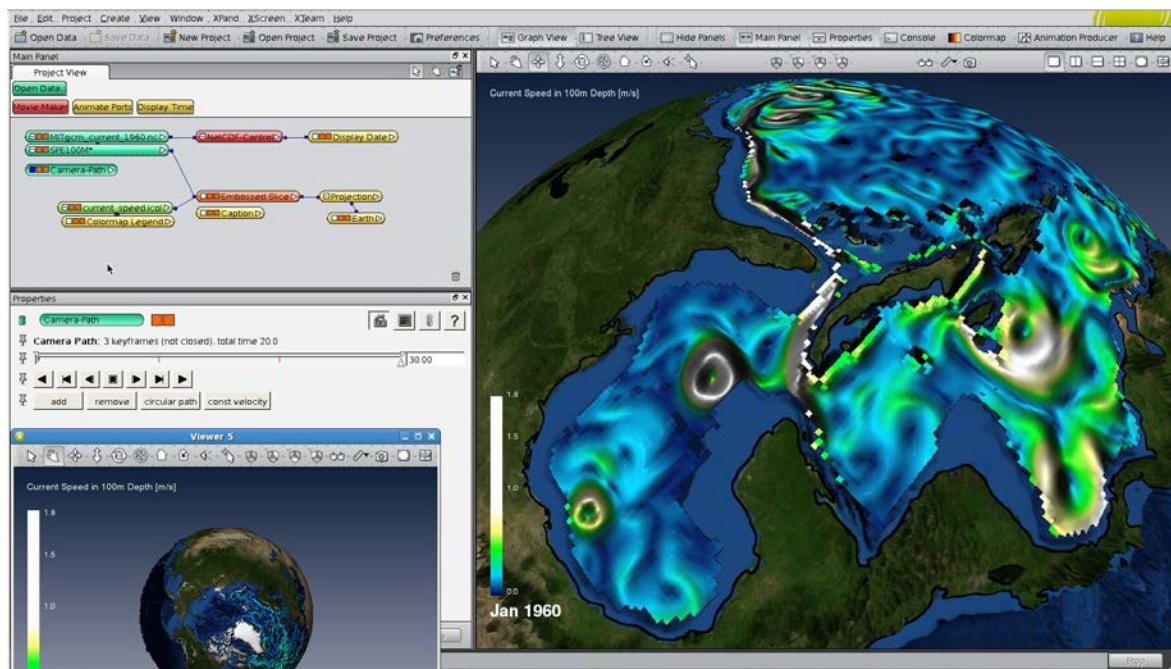 File Edit Project Create View Window XPand XScreen XTeam Help
Open Data Save Data New Project Open Project Save Project Preferences Graph View Tree View Hide Panels Main Panel Properties Console Colormap Animation Producer Help
Main Panel
Project View
Open Data..
Movie Maker Animate Ports Display Time
MITgcm_current_1960.nc NetCDF-Control Display Date
SPE100M*
Camera-Path
Embossed Slice Projection
current_speed.icol Caption Earth
Colormap Legend
Properties
Camera-Path
?
Camera Path: 3 keyframes (not closed). total time 20.0
30.00
add remove circular path const velocity
Viewer 5
Current Speed in 100m Depth [m/s]
1.9
1.5
1.0
Current Speed in 100m Depth [m/s]
1.9
1.5
1.0
0.0
Jan 1960
Stop